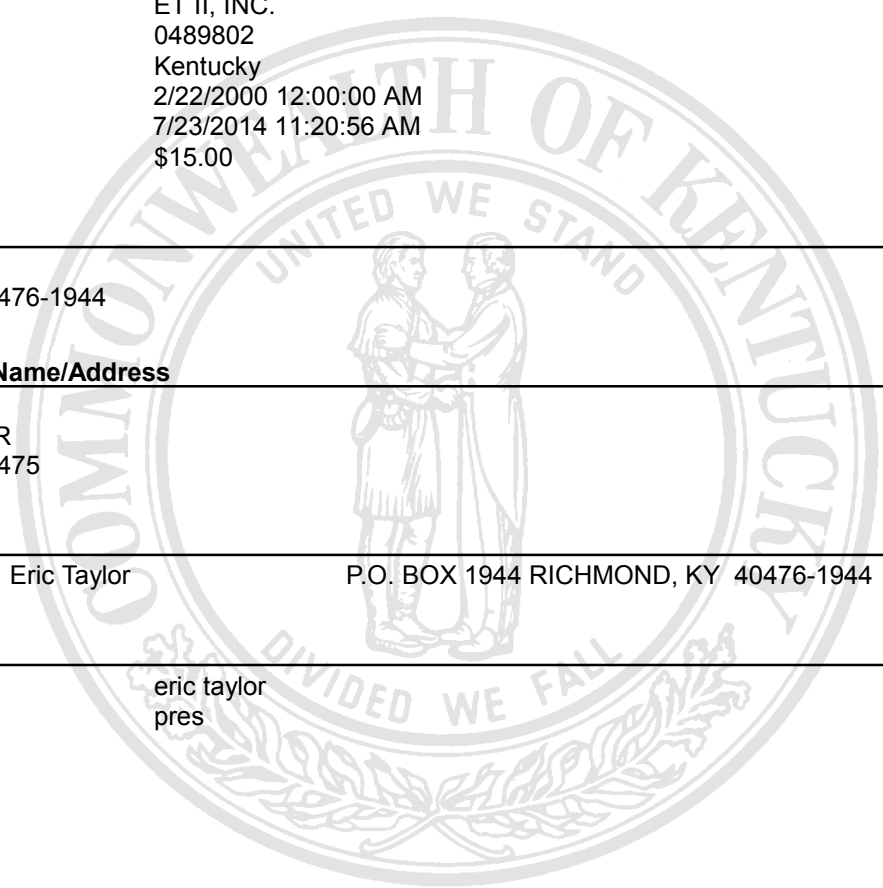 ET II, INC.
0489802
Kentucky
2/22/2000 12:00:00 AM
7/23/2014 11:20:56 AM
$15.00
COMMONWEALTH OF KENTUCKY
UNITED WE STAND
476-1944
Name/Address
R
475
Eric Taylor P.O. BOX 1944 RICHMOND, KY 40476-1944
DIVIDED WE FALL
eric taylor
pres